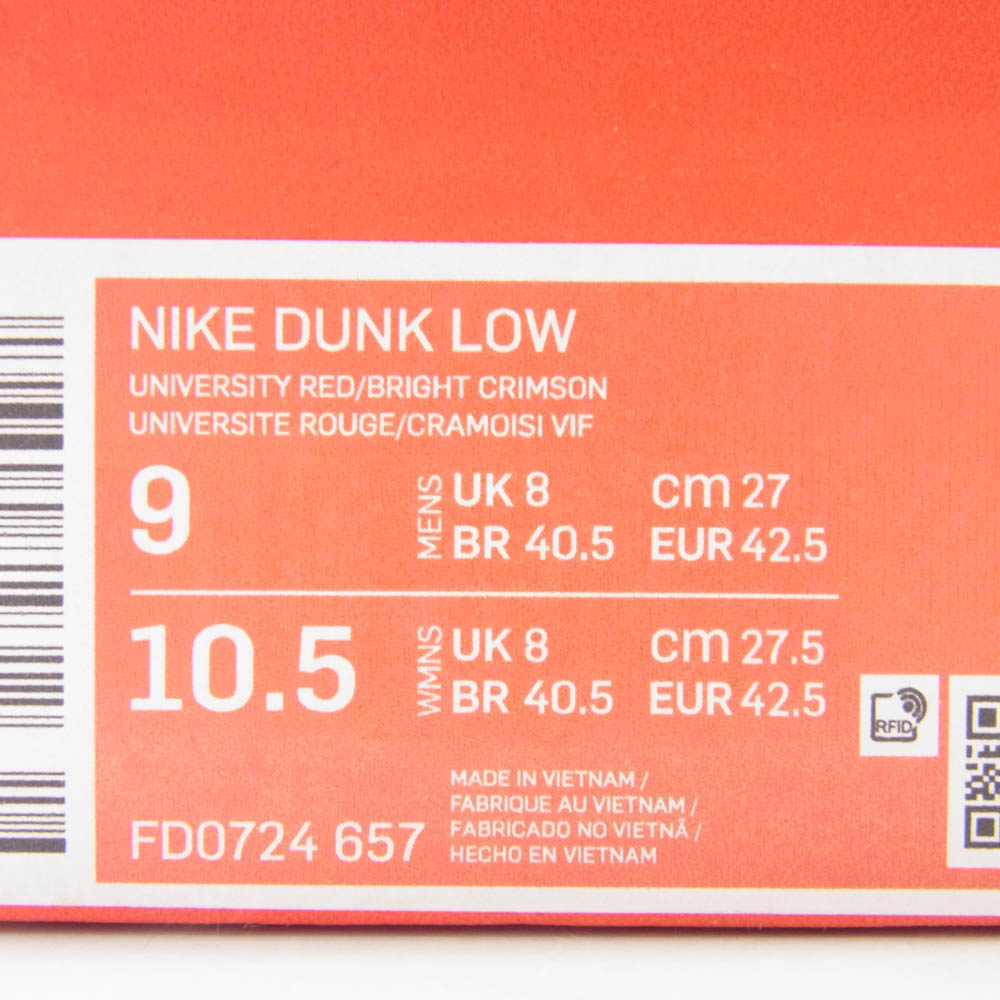 NIKE DUNK LOW
UNIVERSITY RED/BRIGHT CRIMSON
UNIVERSITE ROUGE/CRAMOISI VIF
9 MENS UK 8 CM 27
BR 40.5 EUR 42.5
10.5 WMNS UK 8 CM 27.5
BR 40.5 EUR 42.5
RFID
MADE IN VIETNAM /
FABRIQUE AU VIETNAM /
FABRICADO NO VIETNÃ /
HECHO EN VIETNAM
FD0724 657